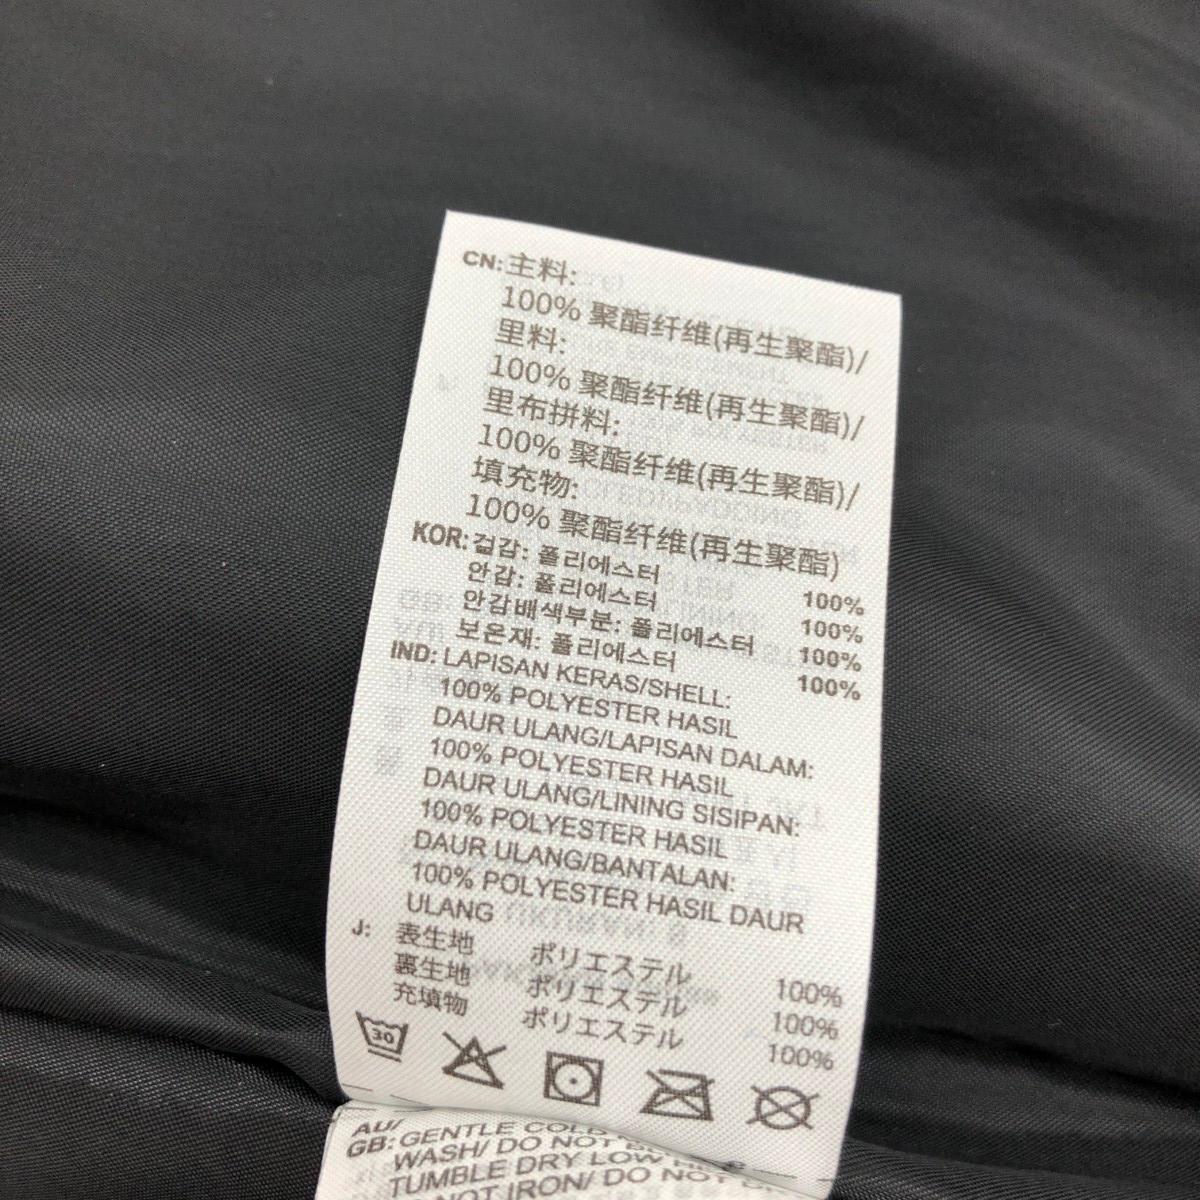 CN: 主料:
100% 聚酯纤维(再生聚酯)/
里料:
100% 聚酯纤维(再生聚酯)/
里布拼料:
100% 聚酯纤维(再生聚酯)/
填充物:
100% 聚酯纤维(再生聚酯)
KOR: 겉감: 폴리에스터 100%
안감: 폴리에스터 100%
안감배색부분: 폴리에스터 100%
보온재: 폴리에스터 100%
IND: LAPISAN KERAS/SHELL:
100% POLYESTER HASIL
DAUR ULANG/LAPISAN DALAM:
100% POLYESTER HASIL
DAUR ULANG/LINING SISIPAN:
100% POLYESTER HASIL
DAUR ULANG/BANTALAN:
100% POLYESTER HASIL DAUR
ULANG
J: 表生地 ポリエステル 100%
裏生地 ポリエステル 100%
充填物 ポリエステル 100%
30
AU/
GB: GENTLE COLD
WASH/ DO NOT
TUMBLE DRY LOW HEAT
NOT IRON/ DO NOT